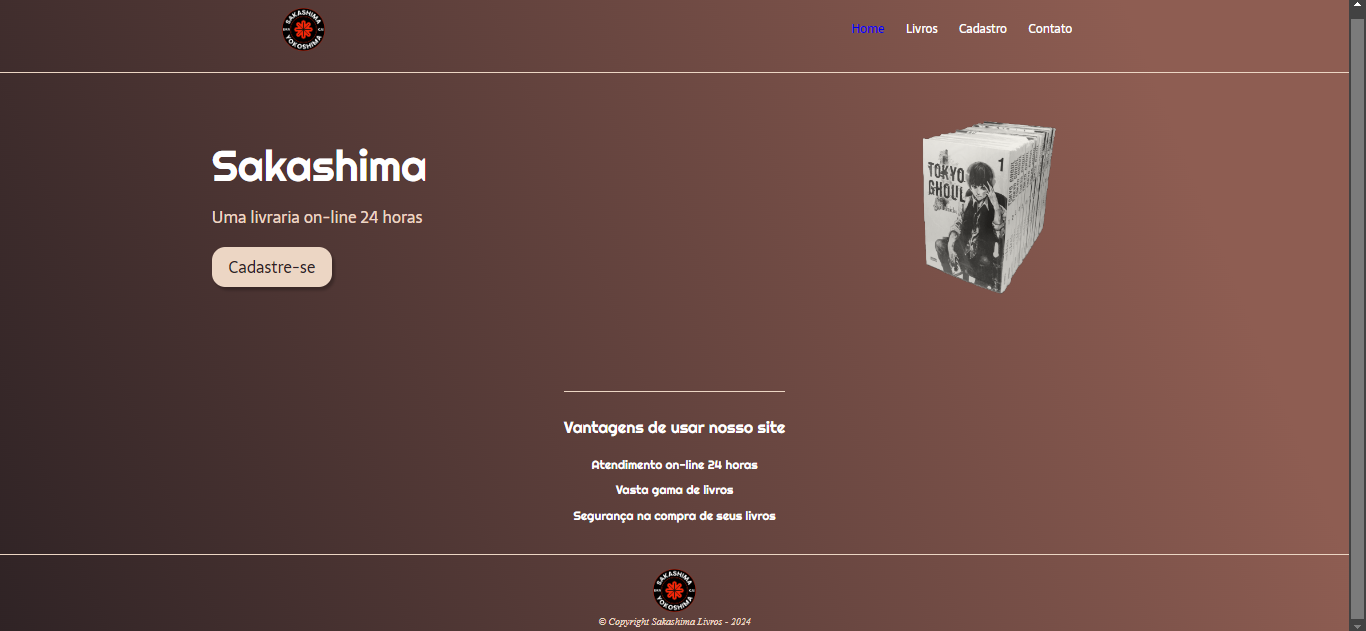 SAKASHIMA
YOKOSHIMA
Home Livros Cadastro Contato
Sakashima
Uma livraria on-line 24 horas
Cadastre-se
1
TOKYO
GHOUL
Vantagens de usar nosso site
Atendimento on-line 24 horas
Vasta gama de livros
Segurança na compra de seus livros
SAKASHIMA
YOKOSHIMA
© Copyright Sakashima Livros - 2024